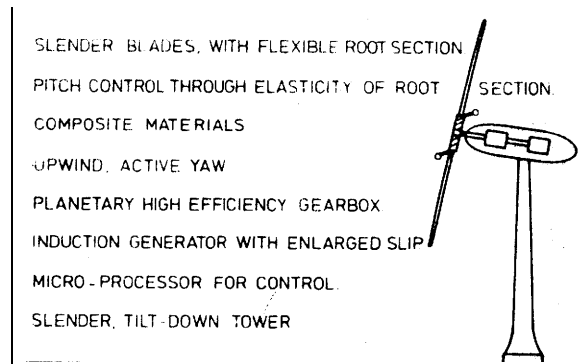 SLENDER BLADES, WITH FLEXIBLE ROOT SECTION
PITCH CONTROL THROUGH ELASTICITY OF ROOT SECTION.
COMPOSITE MATERIALS
UPWIND, ACTIVE YAW
PLANETARY HIGH EFFICIENCY GEARBOX
INDUCTION GENERATOR WITH ENLARGED SLIP
MICRO-PROCESSOR FOR CONTROL.
SLENDER, TILT-DOWN TOWER